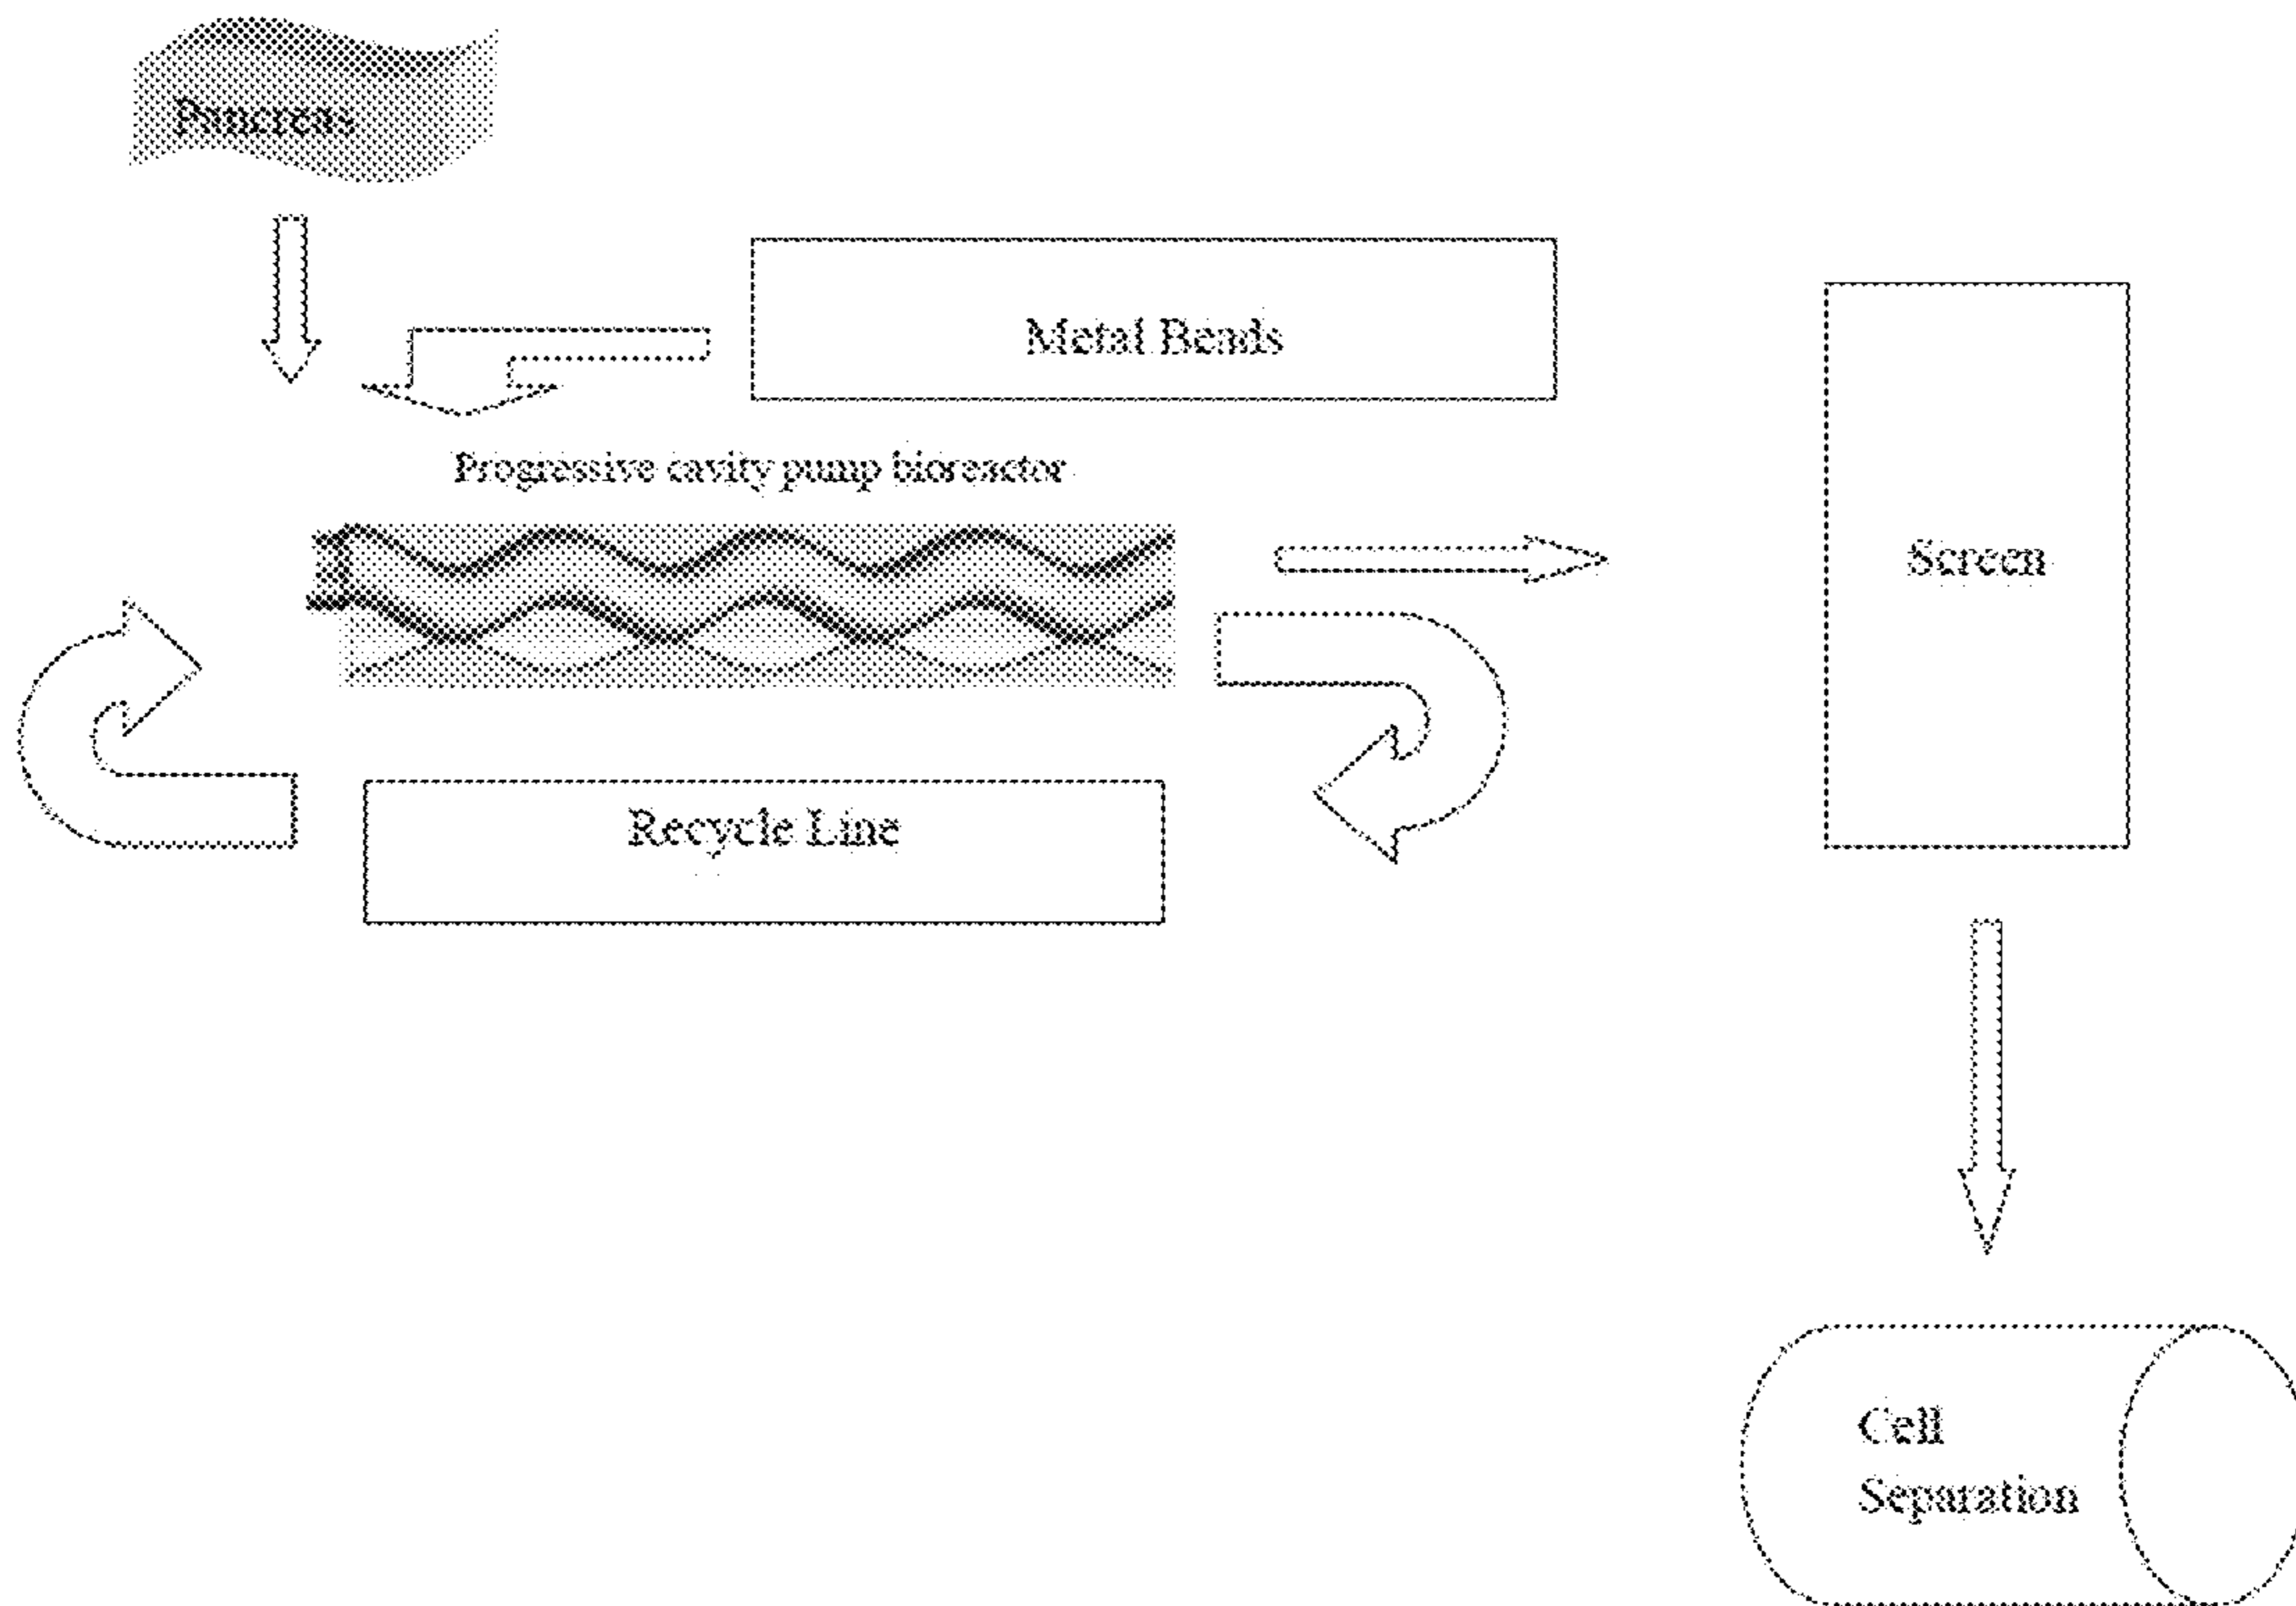 Pancreas
Metal Beads
Progressive cavity pump bioreactor
Screen
Recycle Line
Cell
Separation